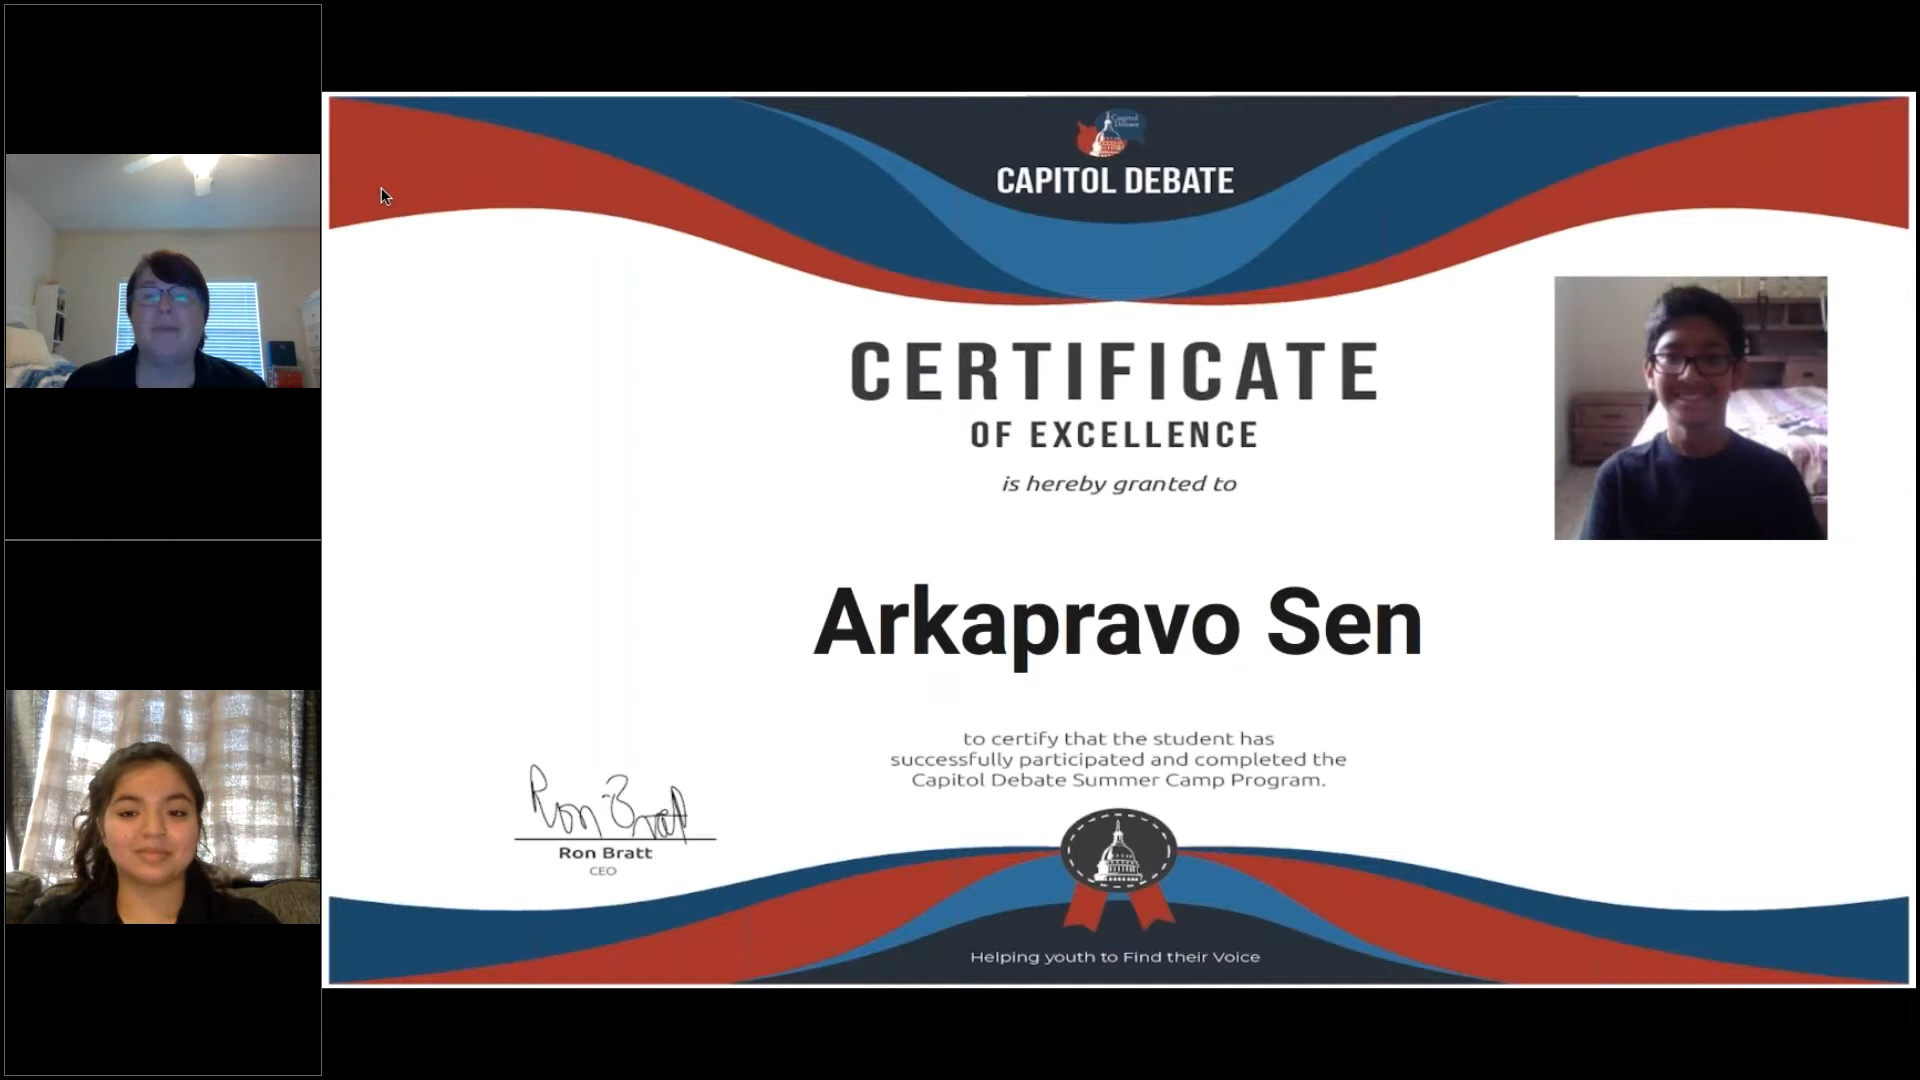 Capitol
Debate
CAPITOL DEBATE
CERTIFICATE
OF EXCELLENCE
is hereby granted to
Arkapravo Sen
to certify that the student has
successfully participated and completed the
Capitol Debate Summer Camp Program.
Ron Bratt
Ron Bratt
CEO
Helping youth to Find their Voice